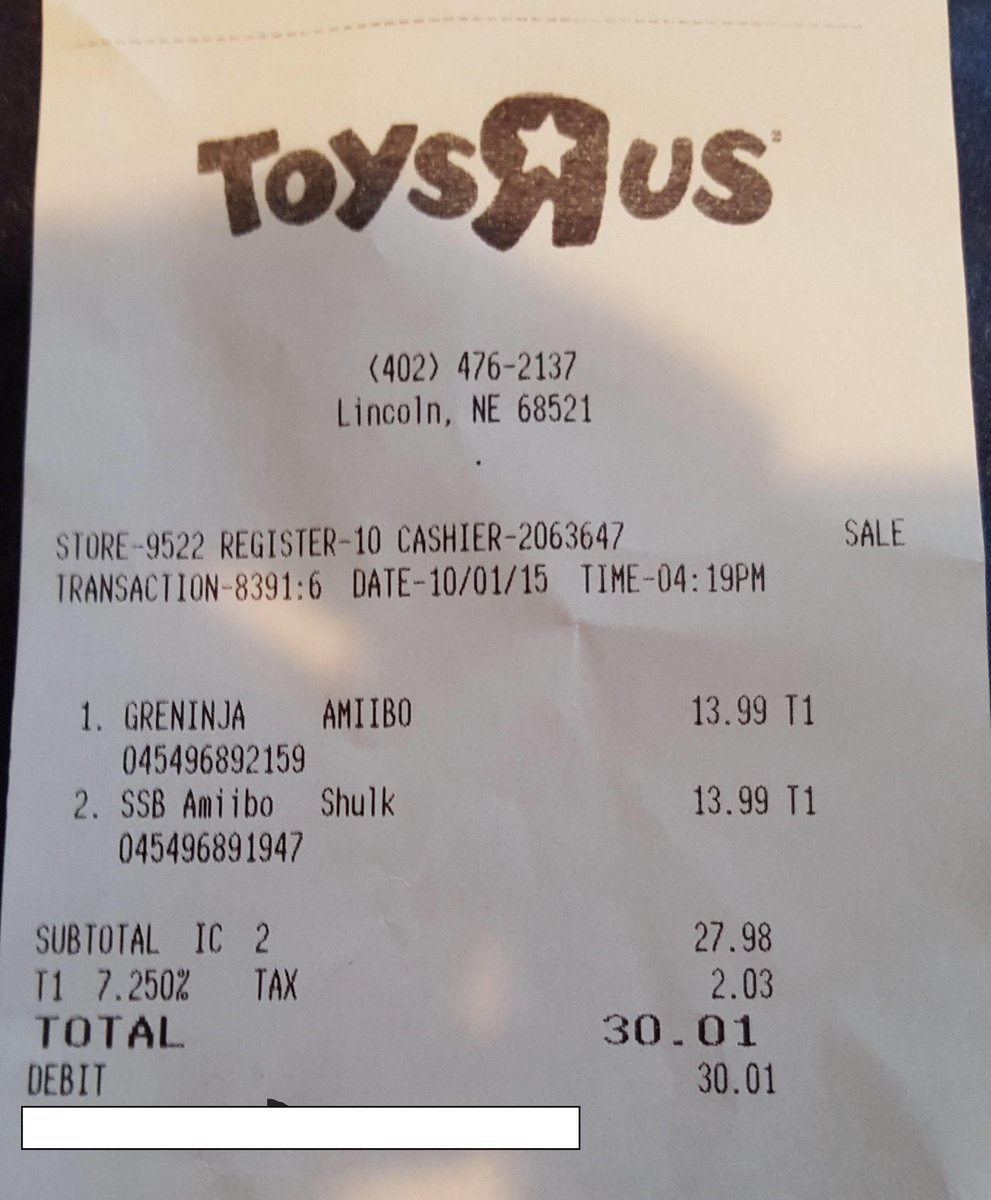 TOYSRUS®
(402) 476-2137
Lincoln, NE 68521
STORE-9522 REGISTER-10 CASHIER-2063647 SALE
TRANSACTION-8391:6 DATE-10/01/15 TIME-04:19PM
1. GRENINJA AMIIBO 13.99 T1
045496892159
2. SSB Amiibo Shulk 13.99 T1
045496891947
SUBTOTAL IC 2 27.98
T1 7.250% TAX 2.03
TOTAL 30.01
DEBIT 30.01